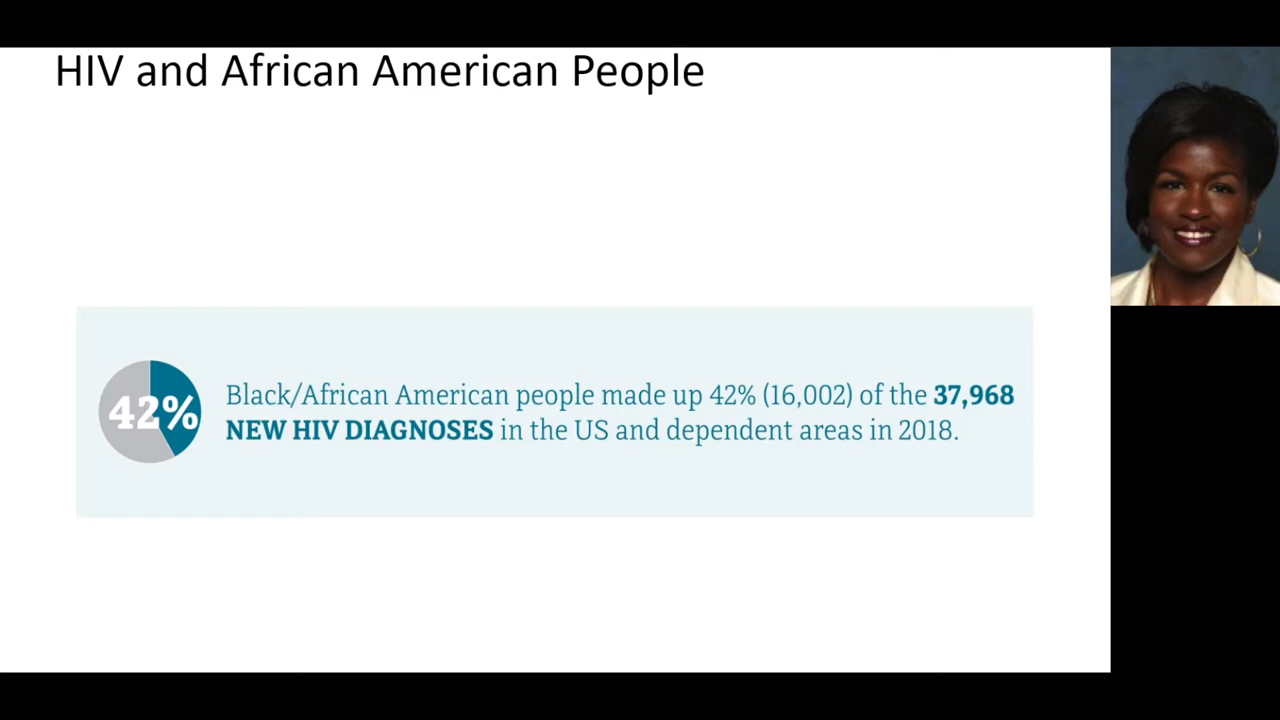 HIV and African American People
42%
Black/African American people made up 42% (16,002) of the 37,968
NEW HIV DIAGNOSES in the US and dependent areas in 2018.